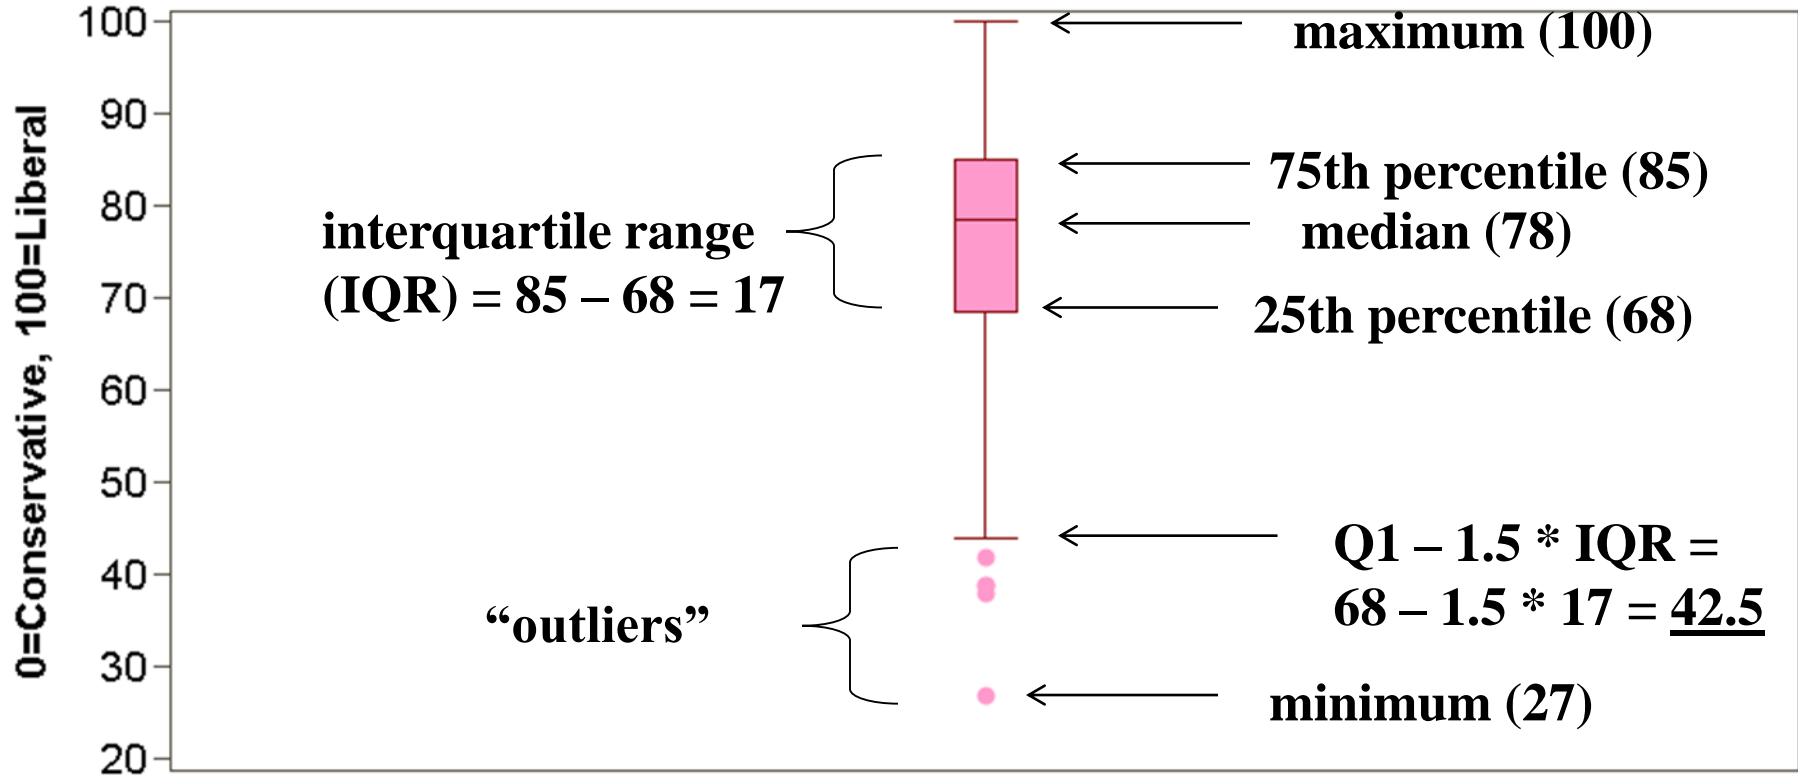 0=Conservative, 100=Liberal
100
90
80
70
60
50
40
30
20
maximum (100)
75th percentile (85)
median (78)
25th percentile (68)
interquartile range
(IQR) = 85 – 68 = 17
Q1 – 1.5 * IQR =
68 – 1.5 * 17 = 42.5
“outliers”
minimum (27)